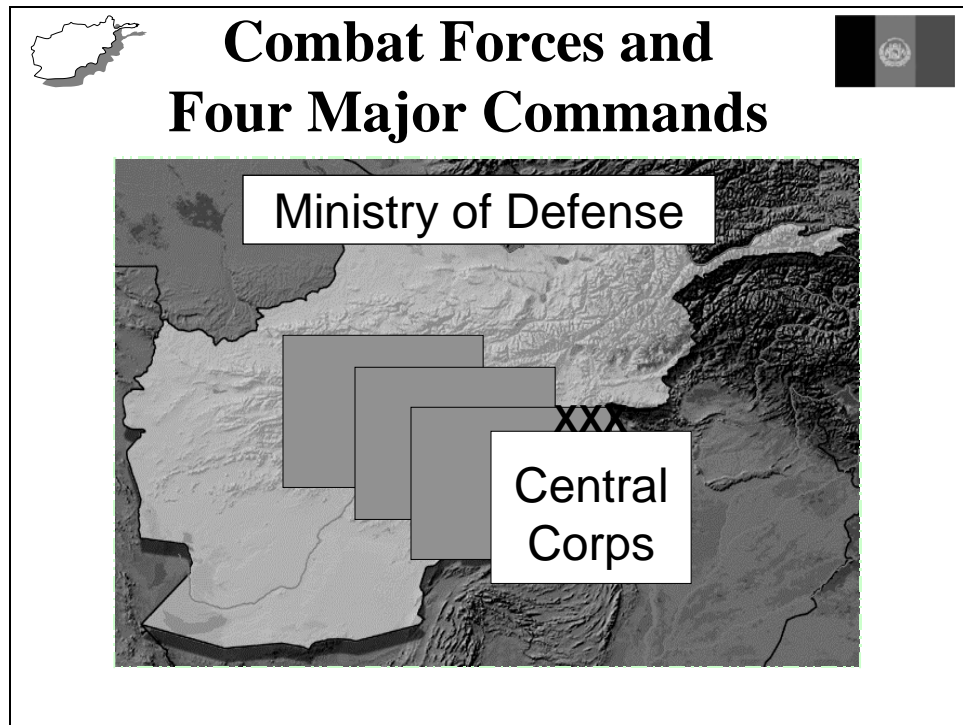 Combat Forces and
Four Major Commands
Ministry of Defense
XXX
Central
Corps